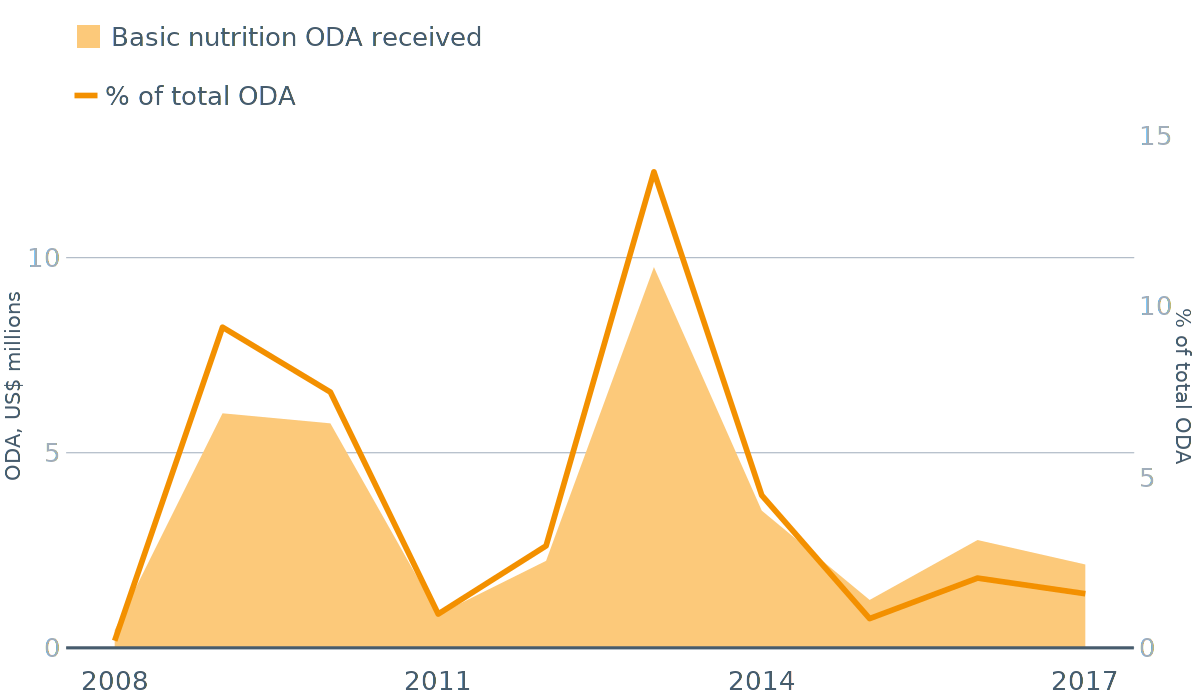 Basic nutrition ODA received
% of total ODA
15
10
10
5
5
0
0
ODA, US$ millions
% of total ODA
2008
2011
2014
2017